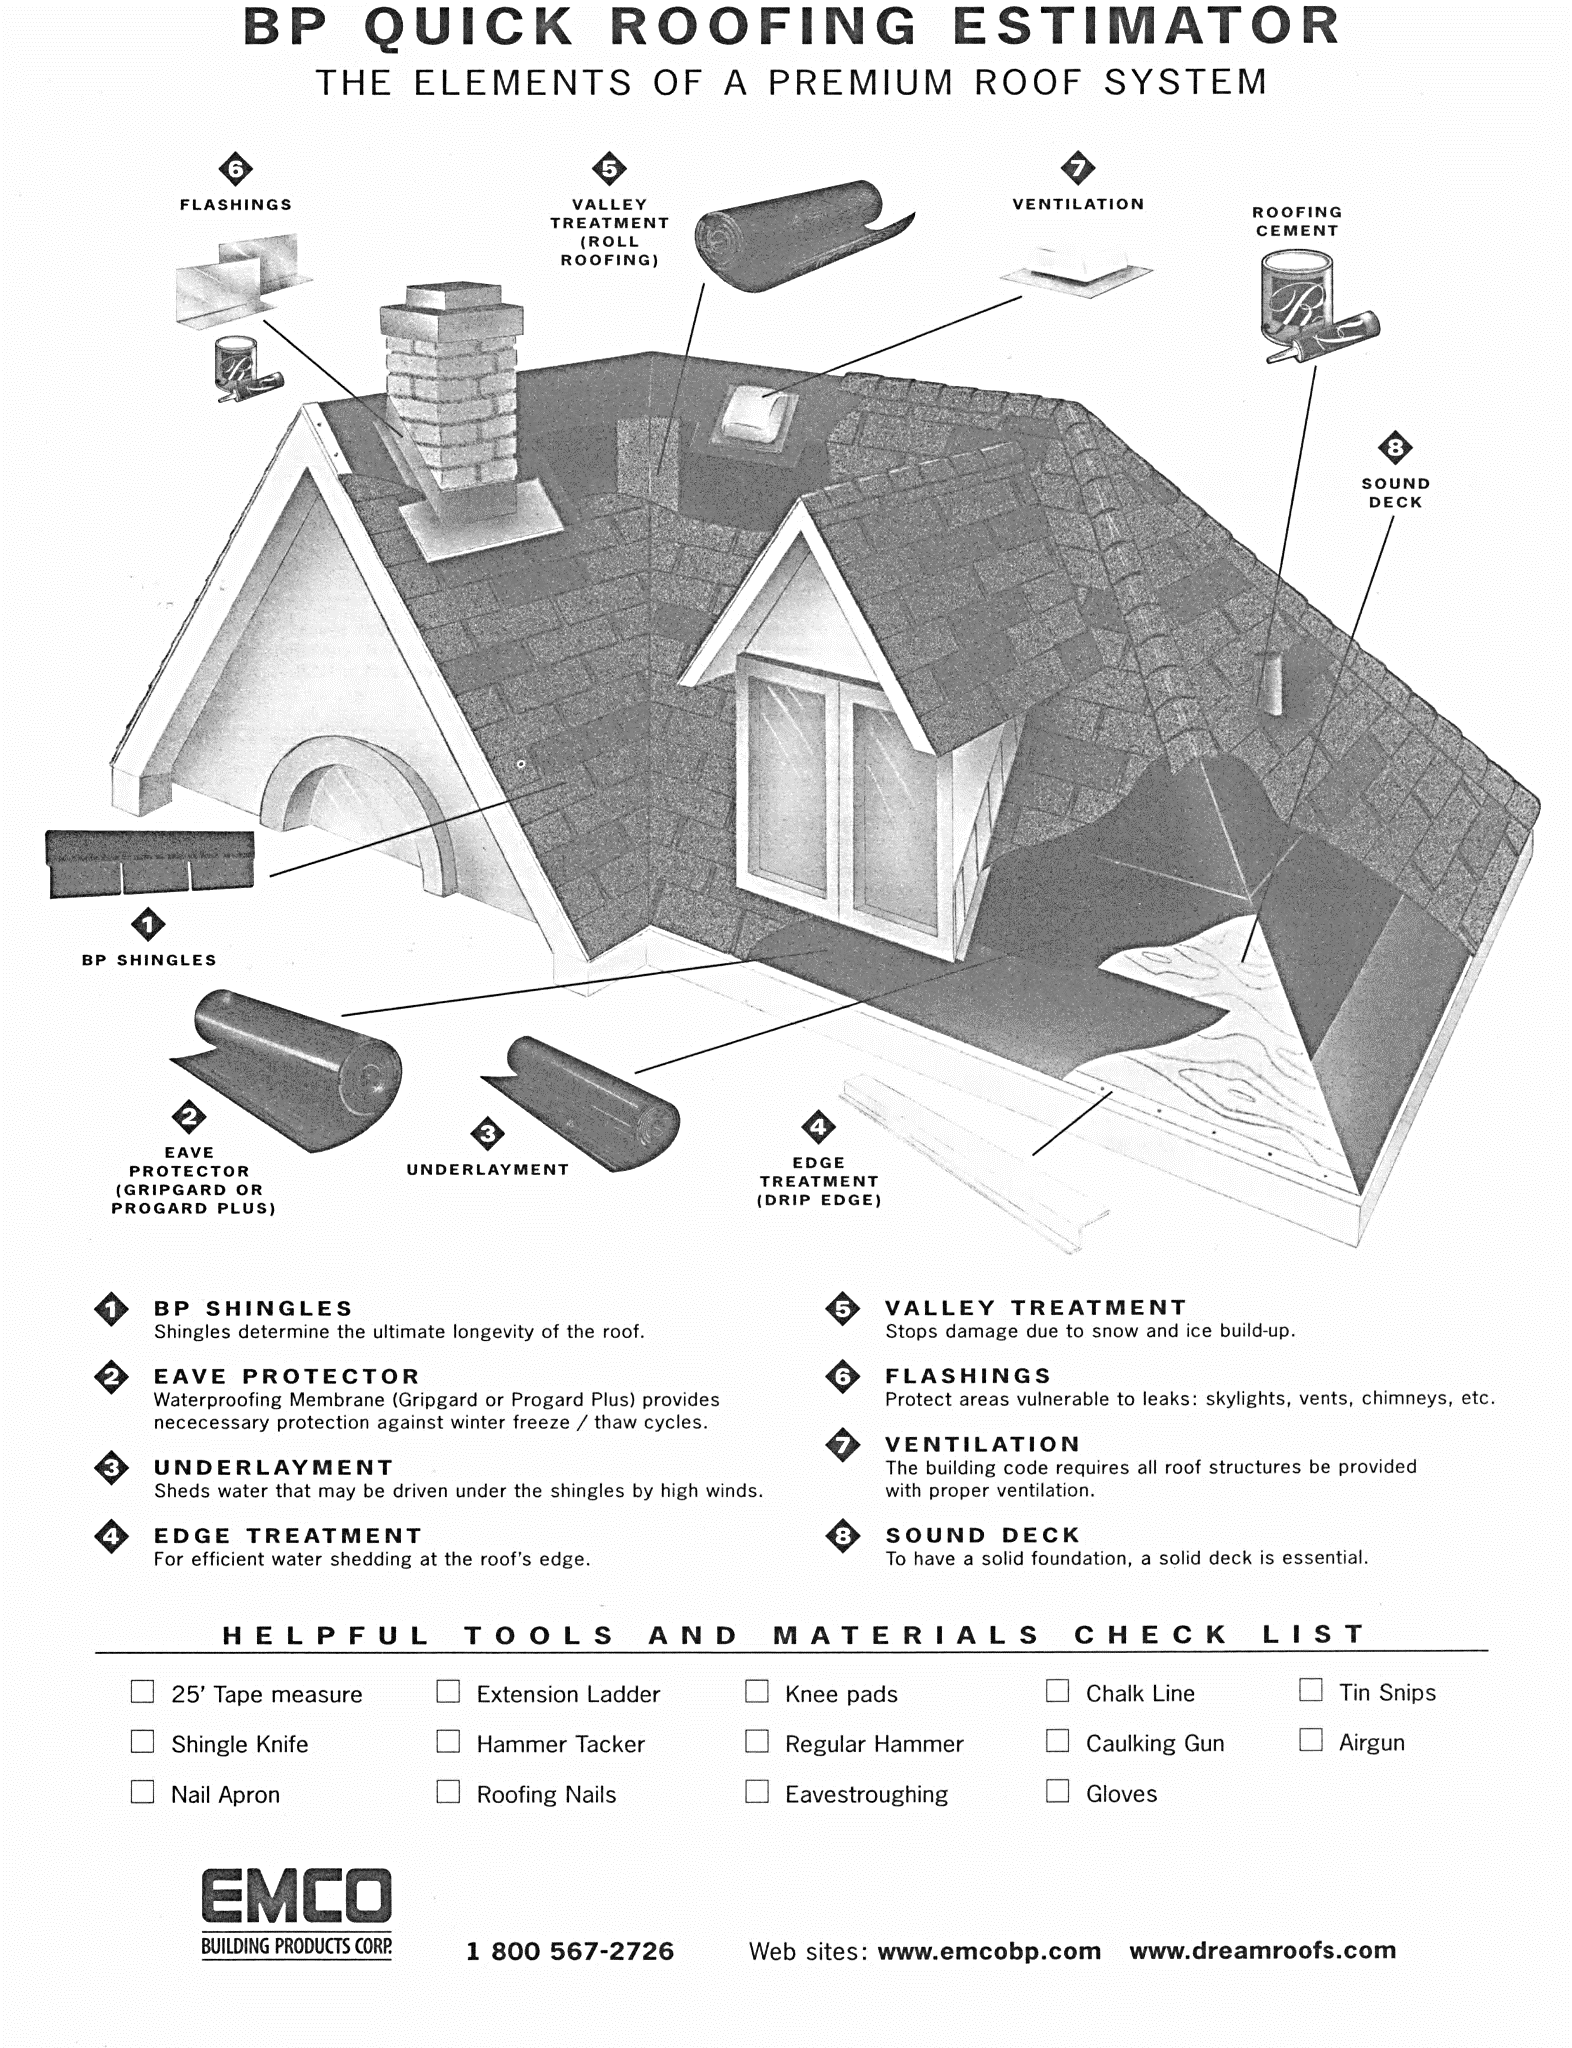 BP QUICK ROOFING ESTIMATOR
THE ELEMENTS OF A PREMIUM ROOF SYSTEM
6
FLASHINGS
5
VALLEY
TREATMENT
(ROLL
ROOFING)
7
VENTILATION
ROOFING
CEMENT
8
SOUND
DECK
1
BP SHINGLES
2
EAVE
PROTECTOR
(GRIPGARD OR
PROGARD PLUS)
3
UNDERLAYMENT
4
EDGE
TREATMENT
(DRIP EDGE)
1 BP SHINGLES
Shingles determine the ultimate longevity of the roof.
2 EAVE PROTECTOR
Waterproofing Membrane (Gripgard or Progard Plus) provides
nececessary protection against winter freeze / thaw cycles.
3 UNDERLAYMENT
Sheds water that may be driven under the shingles by high winds.
4 EDGE TREATMENT
For efficient water shedding at the roof's edge.
5 VALLEY TREATMENT
Stops damage due to snow and ice build-up.
6 FLASHINGS
Protect areas vulnerable to leaks: skylights, vents, chimneys, etc.
7 VENTILATION
The building code requires all roof structures be provided
with proper ventilation.
8 SOUND DECK
To have a solid foundation, a solid deck is essential.
HELPFUL TOOLS AND MATERIALS CHECK LIST
25' Tape measure Extension Ladder Knee pads Chalk Line Tin Snips
Shingle Knife Hammer Tacker Regular Hammer Caulking Gun Airgun
Nail Apron Roofing Nails Eavestroughing Gloves
EMCO
BUILDING PRODUCTS CORP.
1 800 567-2726 Web sites: www.emcobp.com www.dreamroofs.com